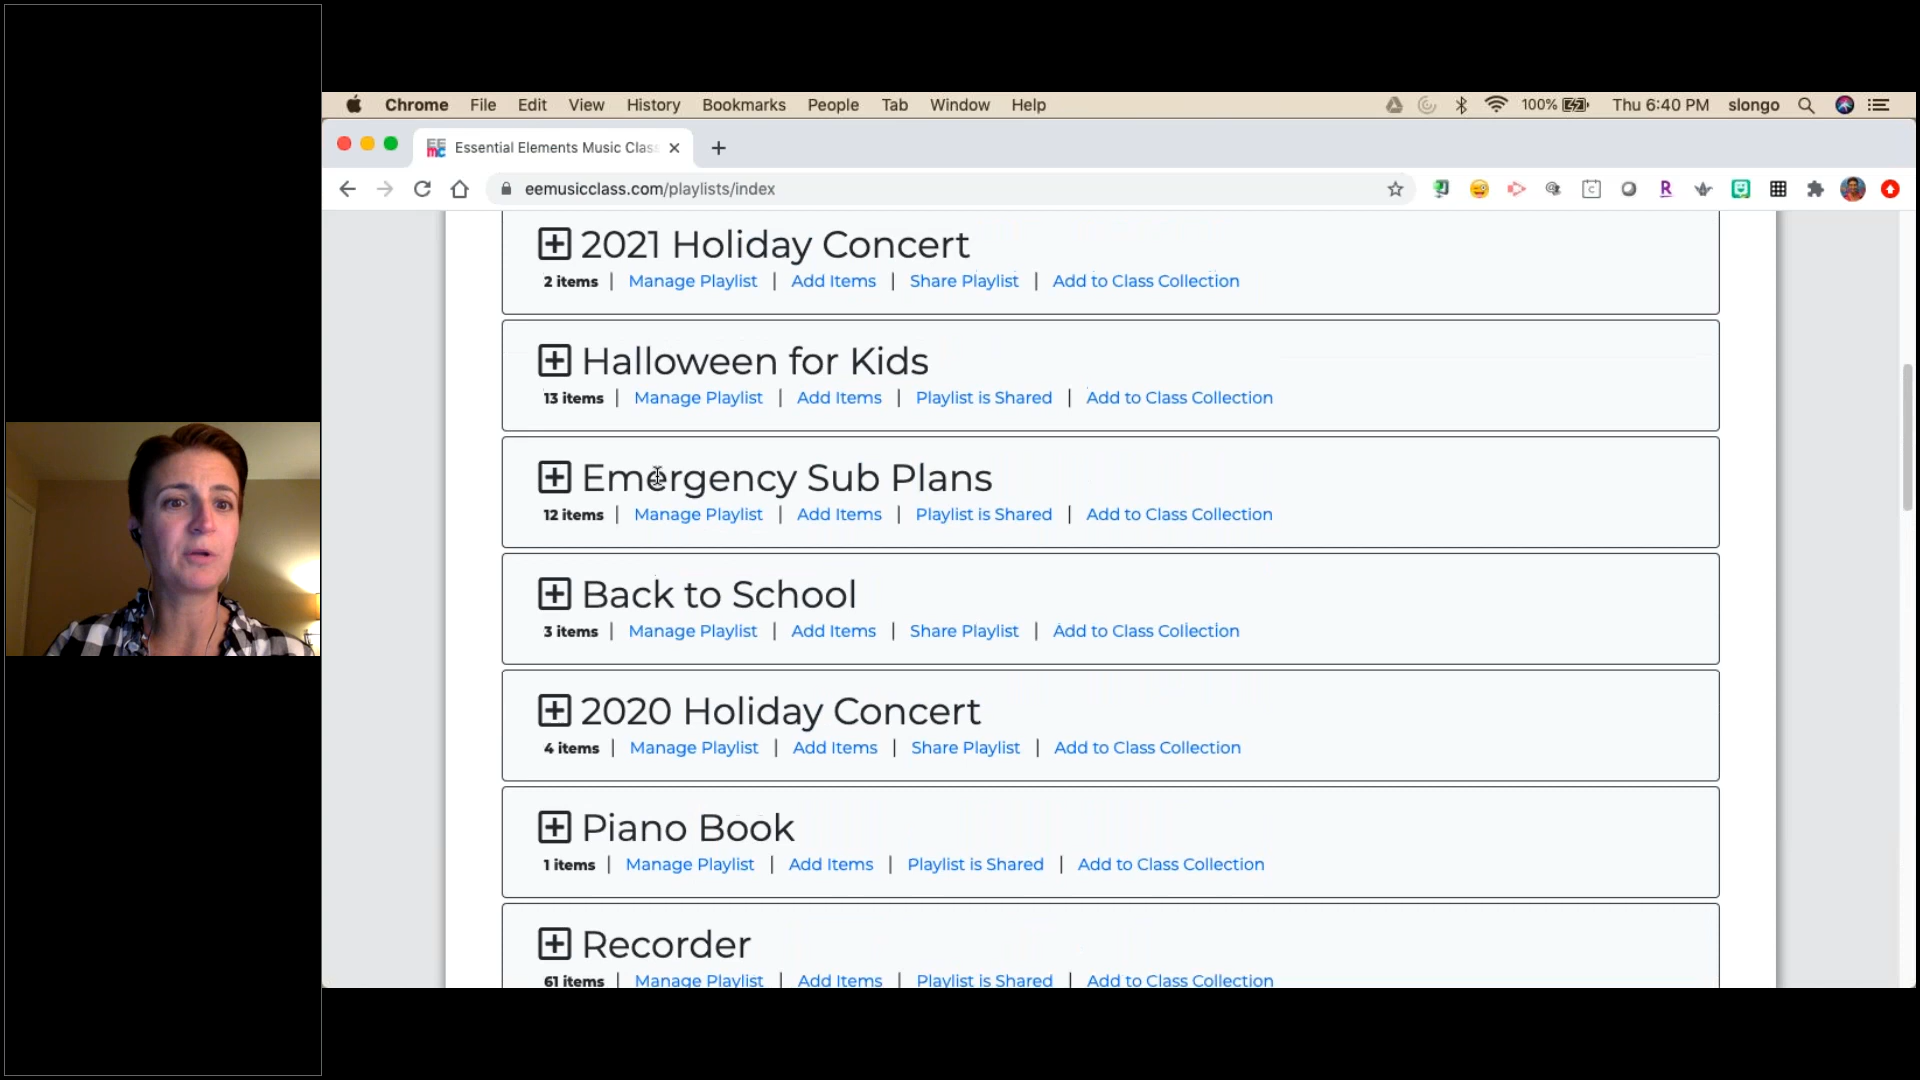 Chrome File Edit View History Bookmarks People Tab Window Help 100% Thu 6:40 PM slongo
Essential Elements Music Clas
eemusicclass.com/playlists/index
2021 Holiday Concert
2 items | Manage Playlist | Add Items | Share Playlist | Add to Class Collection
Halloween for Kids
13 items | Manage Playlist | Add Items | Playlist is Shared | Add to Class Collection
Emergency Sub Plans
12 items | Manage Playlist | Add Items | Playlist is Shared | Add to Class Collection
Back to School
3 items | Manage Playlist | Add Items | Share Playlist | Add to Class Collection
2020 Holiday Concert
4 items | Manage Playlist | Add Items | Share Playlist | Add to Class Collection
Piano Book
1 items | Manage Playlist | Add Items | Playlist is Shared | Add to Class Collection
Recorder
61 items | Manage Playlist | Add Items | Playlist is Shared | Add to Class Collection